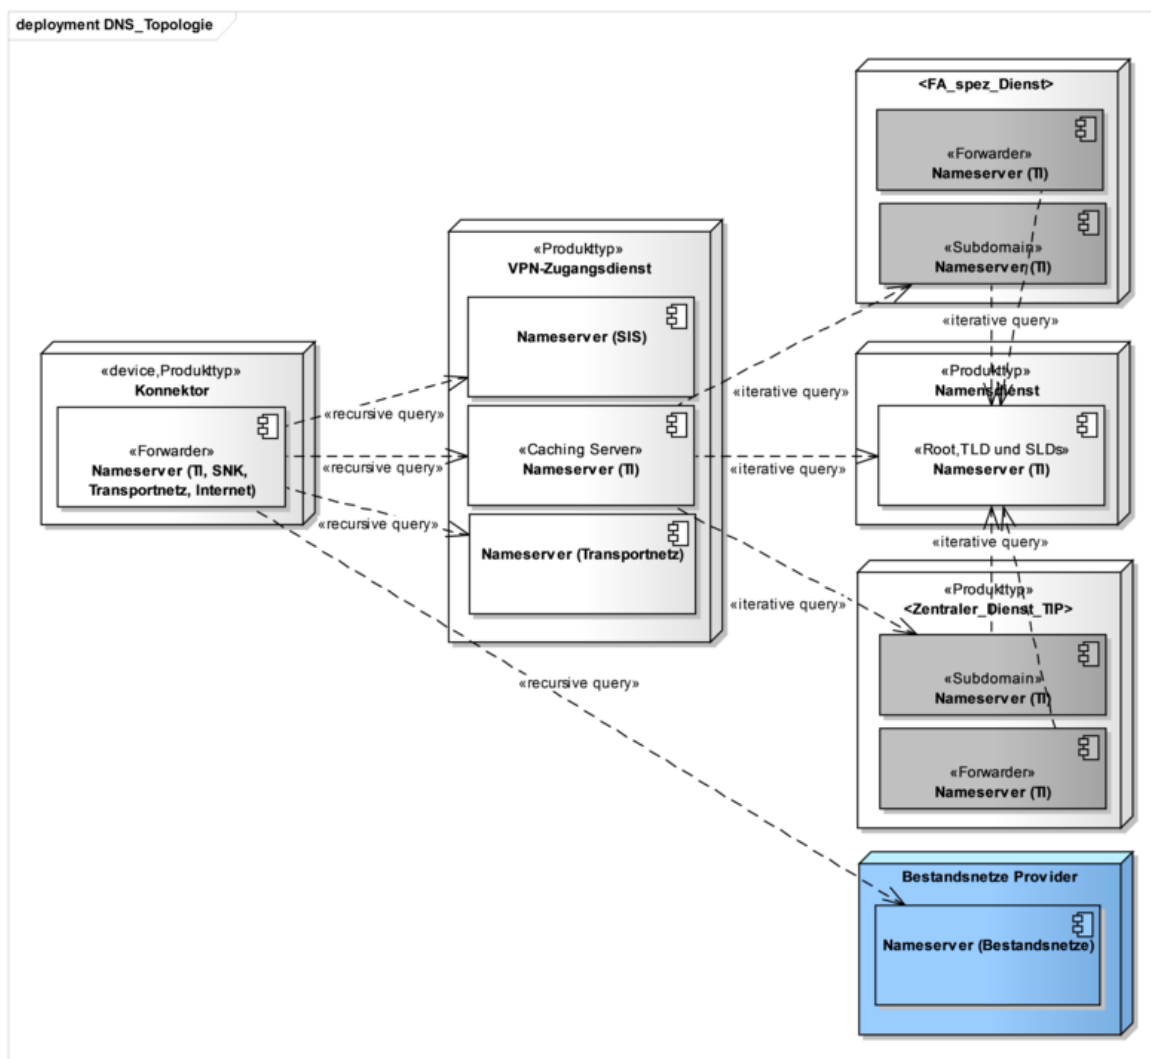 deployment DNS_Topologie
<FA_spez_Dienst>
«Forwarder»
Nameserver (TI)
«Subdomain»
Nameserver (TI)
«iterative query»
«Produkttyp»
VPN-Zugangsdienst
Nameserver (SIS)
«Caching Server»
Nameserver (TI)
Nameserver (Transportnetz)
«device,Produkttyp»
Konnektor
«Forwarder»
Nameserver (TI, SNK,
Transportnetz, Internet)
«recursive query»
«recursive query»
«recursive query»
«recursive query»
«iterative query»
«iterative query»
«iterative query»
«Produkttyp»
Namensdienst
«Root,TLD und SLDs»
Nameserver (TI)
«iterative query»
«Produkttyp»
<Zentraler_Dienst_TIP>
«Subdomain»
Nameserver (TI)
«Forwarder»
Nameserver (TI)
Bestandsnetze Provider
Nameserver (Bestandsnetze)